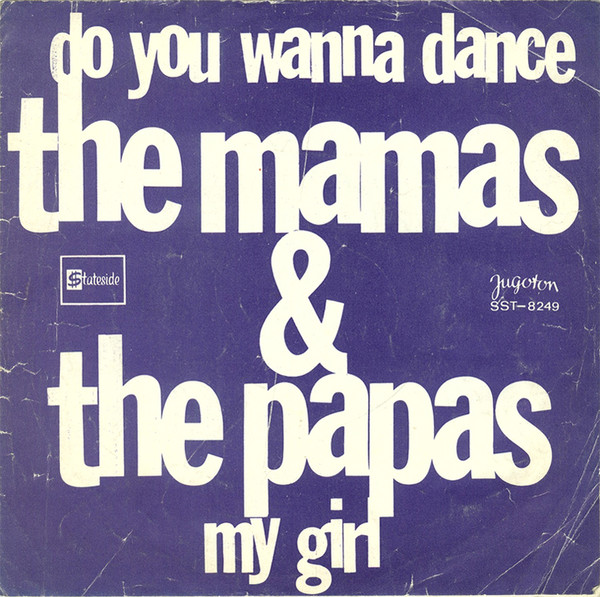 do you wanna dance
the mamas
&
Stateside
Jugoton
SST-8249
the papas
my girl